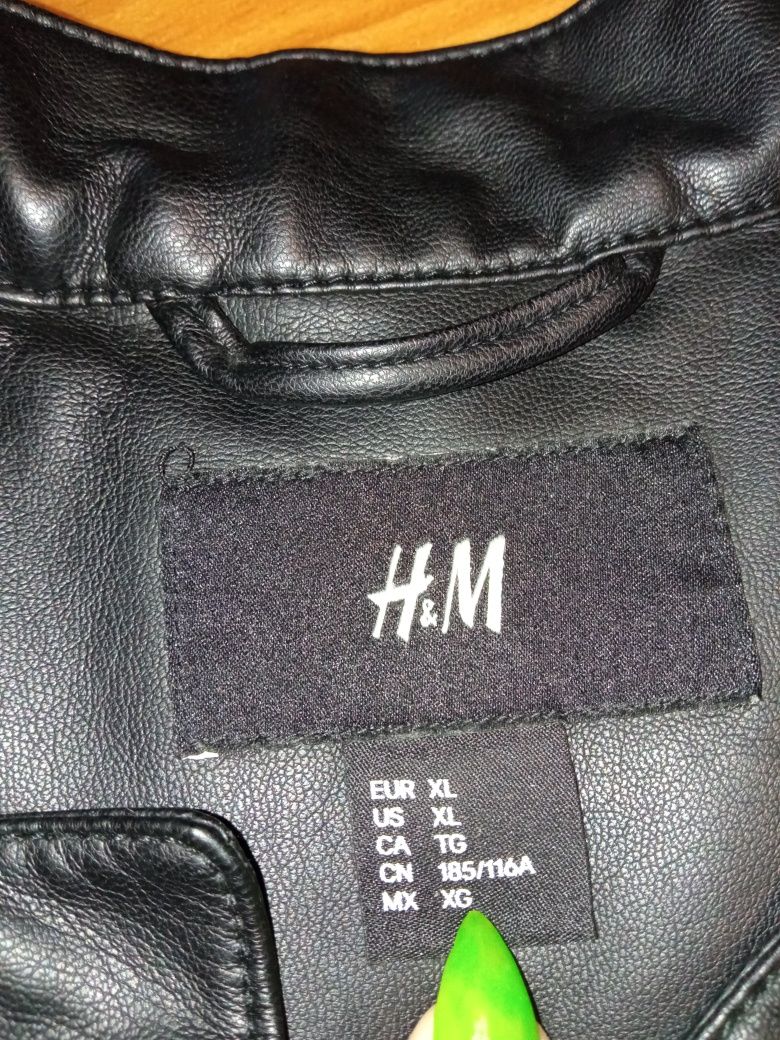 H&M
EUR XL
US XL
CA TG
CN 185/116A
MX XG